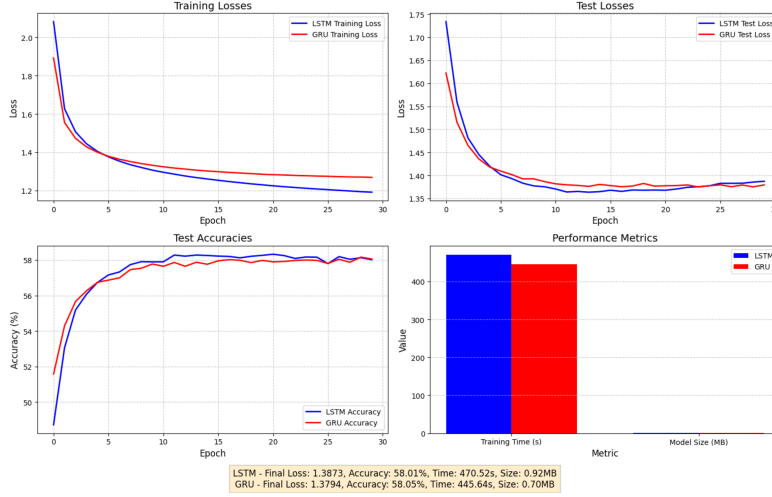 Training Losses
LSTM Training Loss
GRU Training Loss
2.0
1.8
1.6
1.4
1.2
Loss
0 5 10 15 20 25 30
Epoch
Test Losses
LSTM Test Loss
GRU Test Loss
1.75
1.70
1.65
1.60
1.55
1.50
1.45
1.40
1.35
Loss
0 5 10 15 20 25
Epoch
Test Accuracies
58
56
54
52
50
Accuracy (%)
LSTM Accuracy
GRU Accuracy
0 5 10 15 20 25 30
Epoch
Performance Metrics
LSTM
GRU
400
300
200
100
0
Value
Training Time (s) Model Size (MB)
Metric
LSTM - Final Loss: 1.3873, Accuracy: 58.01%, Time: 470.52s, Size: 0.92MB
GRU - Final Loss: 1.3794, Accuracy: 58.05%, Time: 445.64s, Size: 0.70MB